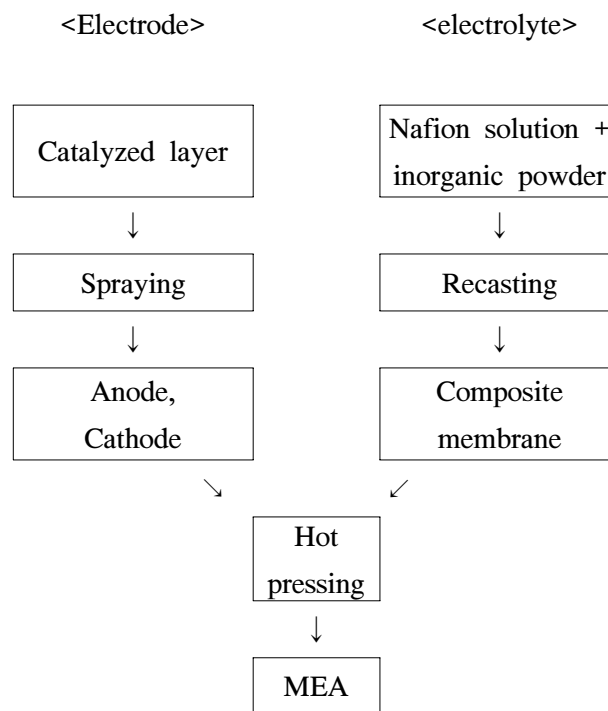 <Electrode>
<electrolyte>
Catalyzed layer
Nafion solution +
inorganic powder
↓
↓
Spraying
Recasting
↓
↓
Anode,
Cathode
Composite
membrane
↘
↙
Hot
pressing
↓
MEA